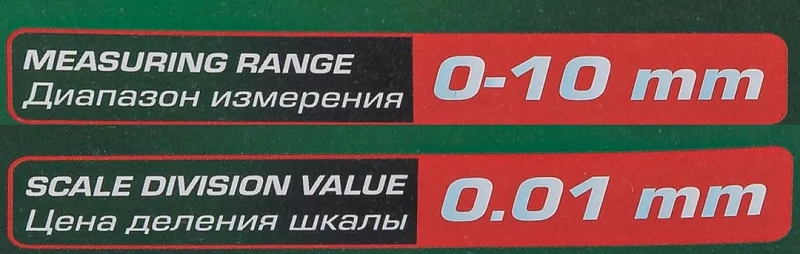 MEASURING RANGE
Диапазон измерения
0-10 mm
SCALE DIVISION VALUE
Цена деления шкалы
0.01 mm